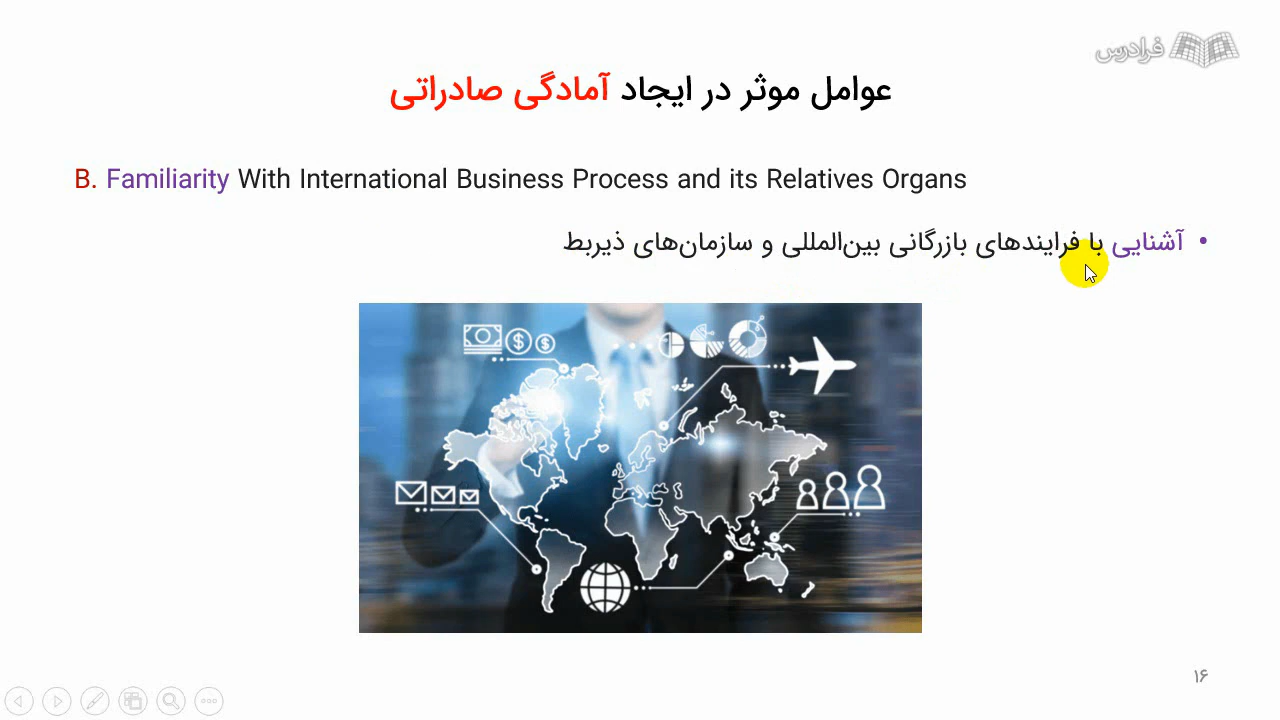 فرادرس
عوامل موثر در ایجاد آمادگی صادراتی
B. Familiarity With International Business Process and its Relatives Organs
• آشنایی با فرایندهای بازرگانی بین‌المللی و سازمان‌های ذیربط
۱۶